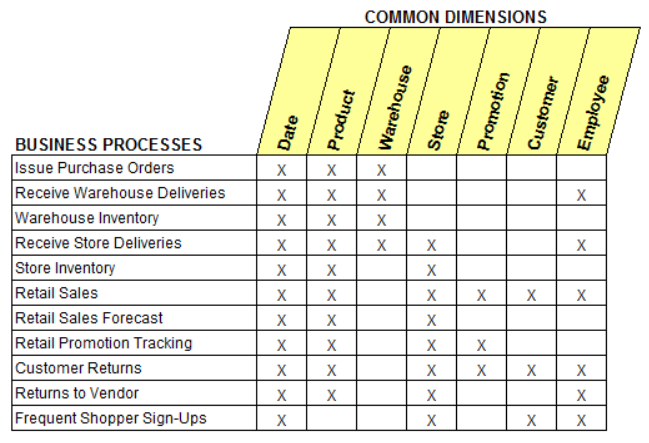 COMMON DIMENSIONS
BUSINESS PROCESSES Date Product Warehouse Store Promotion Customer Employee
Issue Purchase Orders X X X
Receive Warehouse Deliveries X X X X
Warehouse Inventory X X X
Receive Store Deliveries X X X X X
Store Inventory X X X
Retail Sales X X X X X X
Retail Sales Forecast X X X
Retail Promotion Tracking X X X X
Customer Returns X X X X X X
Returns to Vendor X X X X
Frequent Shopper Sign-Ups X X X X